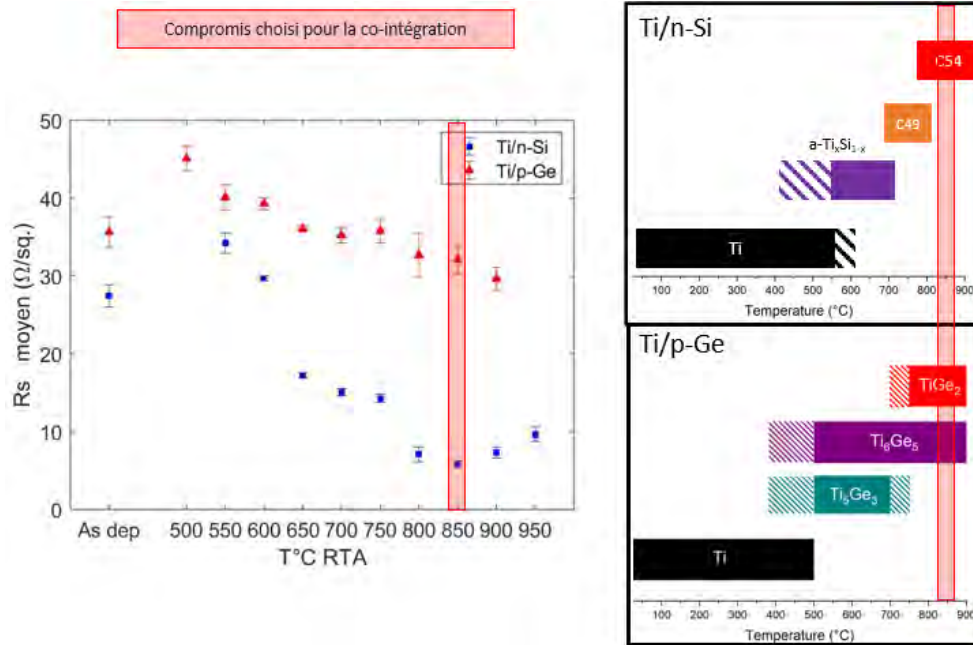 Compromis choisi pour la co-intégration
50
40
30
20
10
0
Rs moyen (Ω/sq.)
Ti/n-Si
Ti/p-Ge
As dep 500 550 600 650 700 750 800 850 900 950
T°C RTA
Ti/n-Si
C54
C49
a-TiₓSi₁₋ₓ
Ti
100 200 300 400 500 600 700 800 900
Temperature (°C)
Ti/p-Ge
TiGe₂
Ti₆Ge₅
Ti₅Ge₃
Ti
100 200 300 400 500 600 700 800 900
Temperature (°C)